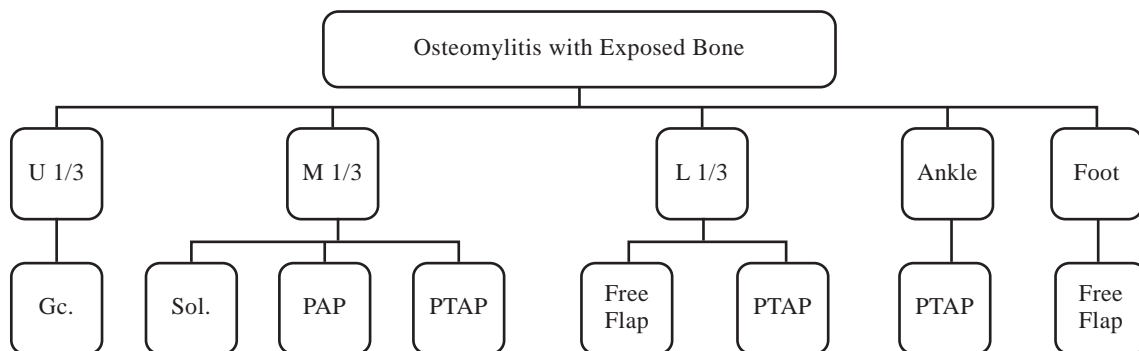 Osteomylitis with Exposed Bone
U 1/3
M 1/3
L 1/3
Ankle
Foot
Gc.
Sol.
PAP
PTAP
Free
Flap
PTAP
PTAP
Free
Flap